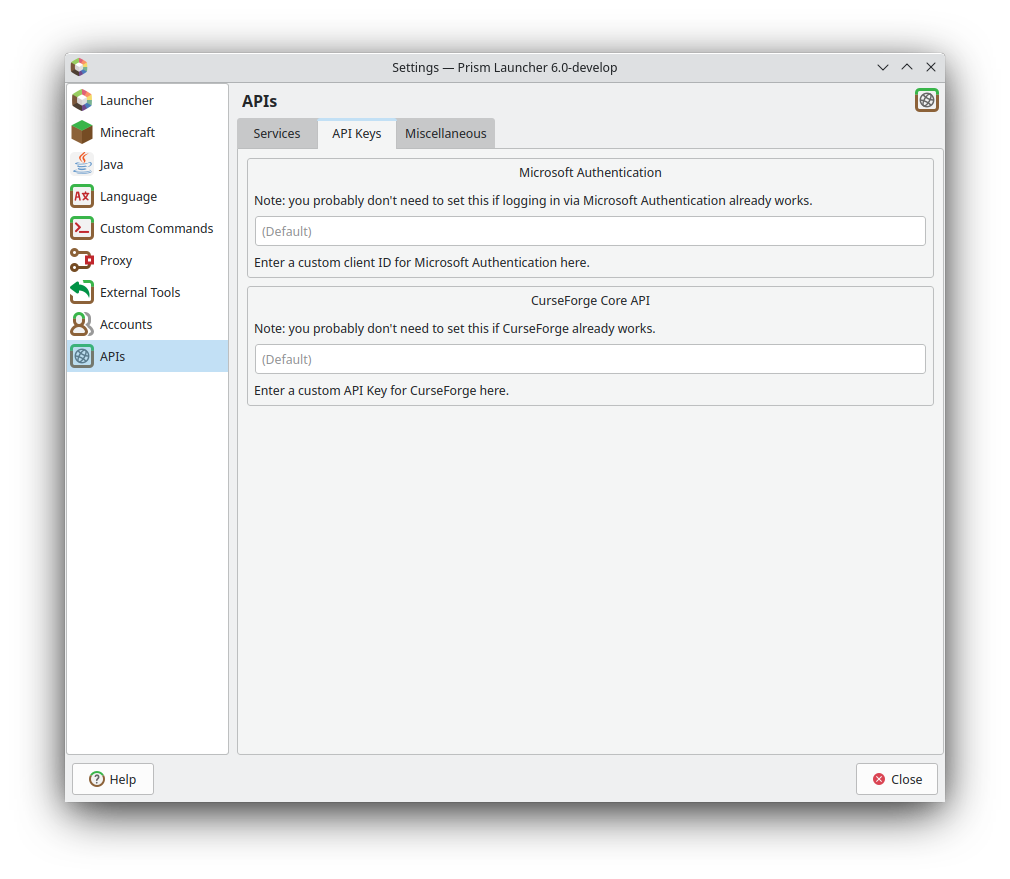 Settings — Prism Launcher 6.0-develop
Launcher
Minecraft
Java
Language
Custom Commands
Proxy
External Tools
Accounts
APIs
APIs
Services API Keys Miscellaneous
Microsoft Authentication
Note: you probably don't need to set this if logging in via Microsoft Authentication already works.
(Default)
Enter a custom client ID for Microsoft Authentication here.
CurseForge Core API
Note: you probably don't need to set this if CurseForge already works.
(Default)
Enter a custom API Key for CurseForge here.
Help
Close